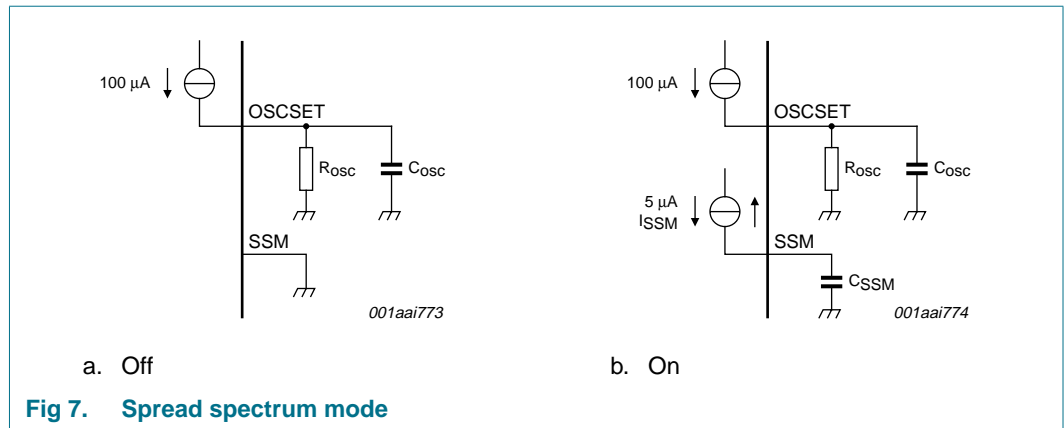 100 μA
OSCSET
Rosc
Cosc
SSM
001aai773
a. Off
100 μA
OSCSET
Rosc
Cosc
5 μA
ISSM
SSM
CSSM
001aai774
b. On
Fig 7. Spread spectrum mode